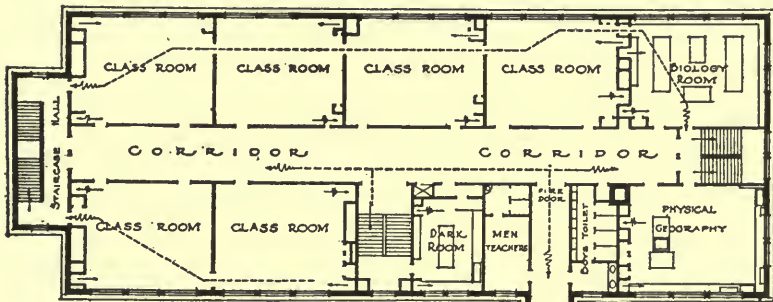 CLASS ROOM
CLASS ROOM
CLASS ROOM
CLASS ROOM
BIOLOGY
ROOM
STAIRCASE HALL
CORRIDOR
CORRIDOR
CLASS ROOM
CLASS ROOM
DARK
ROOM
MEN
TEACHERS
FIRE
DOOR
BOYS TOILET
PHYSICAL
GEOGRAPHY